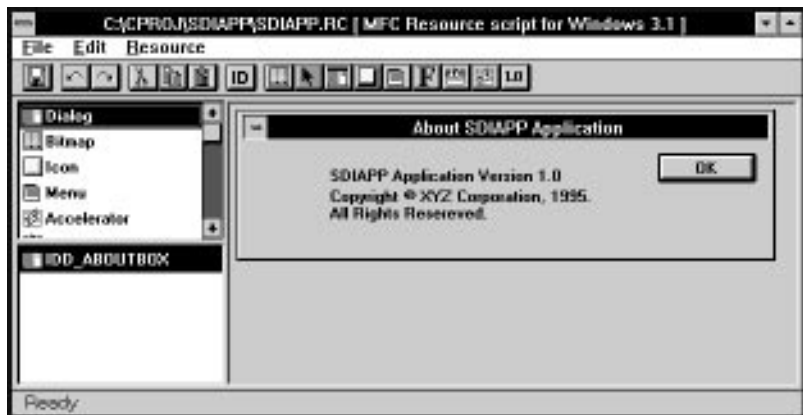 C:\CPROJ\SDIAPP\SDIAPP.RC [ MFC Resource script for Windows 3.1 ]
File Edit Resource
ID F 1.0
Dialog
Bitmap
Icon
Menu
Accelerator
IDD_ABOUTBOX
About SDIAPP Application
SDIAPP Application Version 1.0
Copyright © XYZ Corporation, 1995.
All Rights Resereved.
OK
Ready